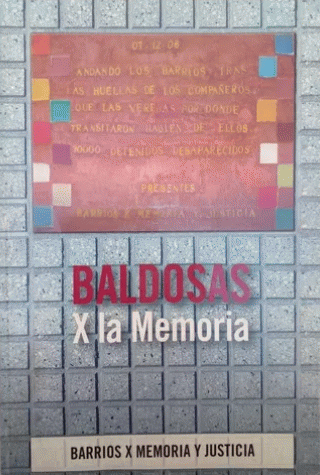 07 12 06
ANDANDO LOS BARRIOS TRAS
LAS HUELLAS DE LOS COMPAÑEROS,
QUE LAS VEREDAS POR DONDE
TRANSITARON HABLEN DE ELLOS.
30000 DETENIDOS DESAPARECIDOS
PRESENTES
BARRIOS X MEMORIA Y JUSTICIA
BALDOSAS
X la Memoria
BARRIOS X MEMORIA Y JUSTICIA